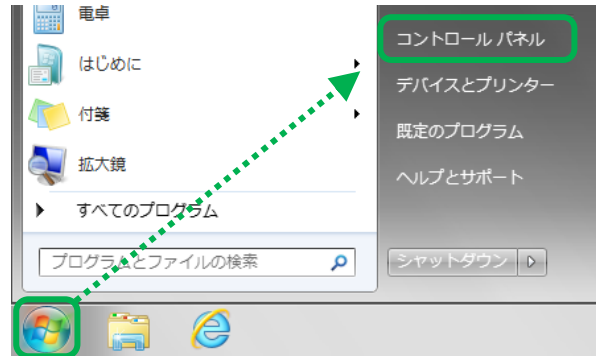 電卓
はじめに
付箋
拡大鏡
すべてのプログラム
プログラムとファイルの検索
コントロール パネル
デバイスとプリンター
既定のプログラム
ヘルプとサポート
シャットダウン